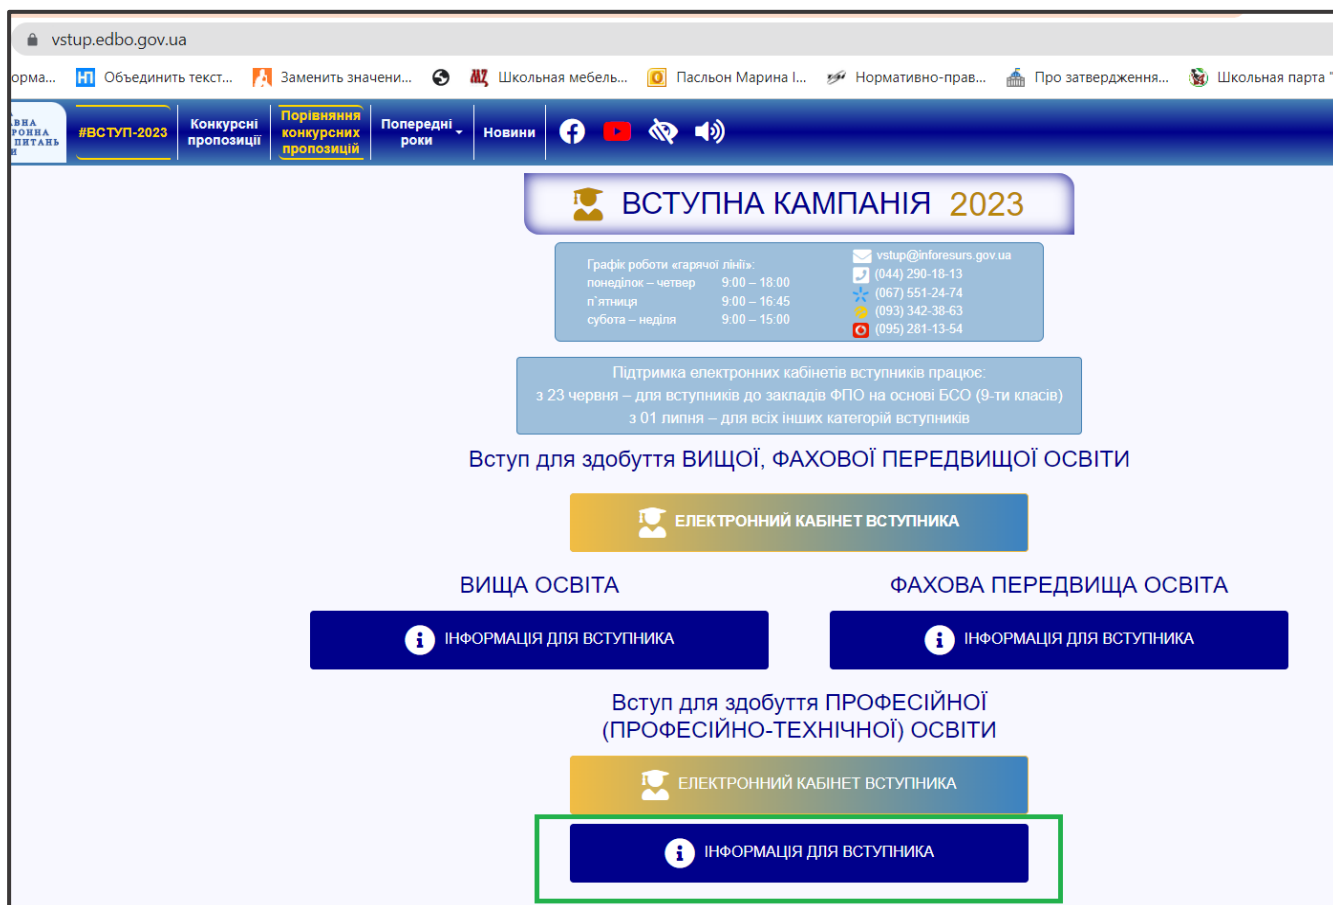 vstup.edbo.gov.ua
орма... Объединить текст... Заменить значени... Школьная мебель... Пасльон Марина І... Нормативно-прав... Про затвердження... Школьная парта "
ВНА
РОННА
ПИТАНЬ
И
#ВСТУП-2023
Конкурсні
пропозиції
Порівняння
конкурсних
пропозицій
Попередні
роки
Новини
ВСТУПНА КАМПАНІЯ 2023
Графік роботи «гарячої лінії»:
понеділок – четвер 9:00 – 18:00
п`ятниця 9:00 – 16:45
субота – неділя 9:00 – 15:00
vstup@inforesurs.gov.ua
(044) 290-18-13
(067) 551-24-74
(093) 342-38-63
(095) 281-13-54
Підтримка електронних кабінетів вступників працює:
з 23 червня – для вступників до закладів ФПО на основі БСО (9-ти класів)
з 01 липня – для всіх інших категорій вступників
Вступ для здобуття ВИЩОЇ, ФАХОВОЇ ПЕРЕДВИЩОЇ ОСВІТИ
ЕЛЕКТРОННИЙ КАБІНЕТ ВСТУПНИКА
ВИЩА ОСВІТА
ФАХОВА ПЕРЕДВИЩА ОСВІТА
ІНФОРМАЦІЯ ДЛЯ ВСТУПНИКА
ІНФОРМАЦІЯ ДЛЯ ВСТУПНИКА
Вступ для здобуття ПРОФЕСІЙНОЇ
(ПРОФЕСІЙНО-ТЕХНІЧНОЇ) ОСВІТИ
ЕЛЕКТРОННИЙ КАБІНЕТ ВСТУПНИКА
ІНФОРМАЦІЯ ДЛЯ ВСТУПНИКА